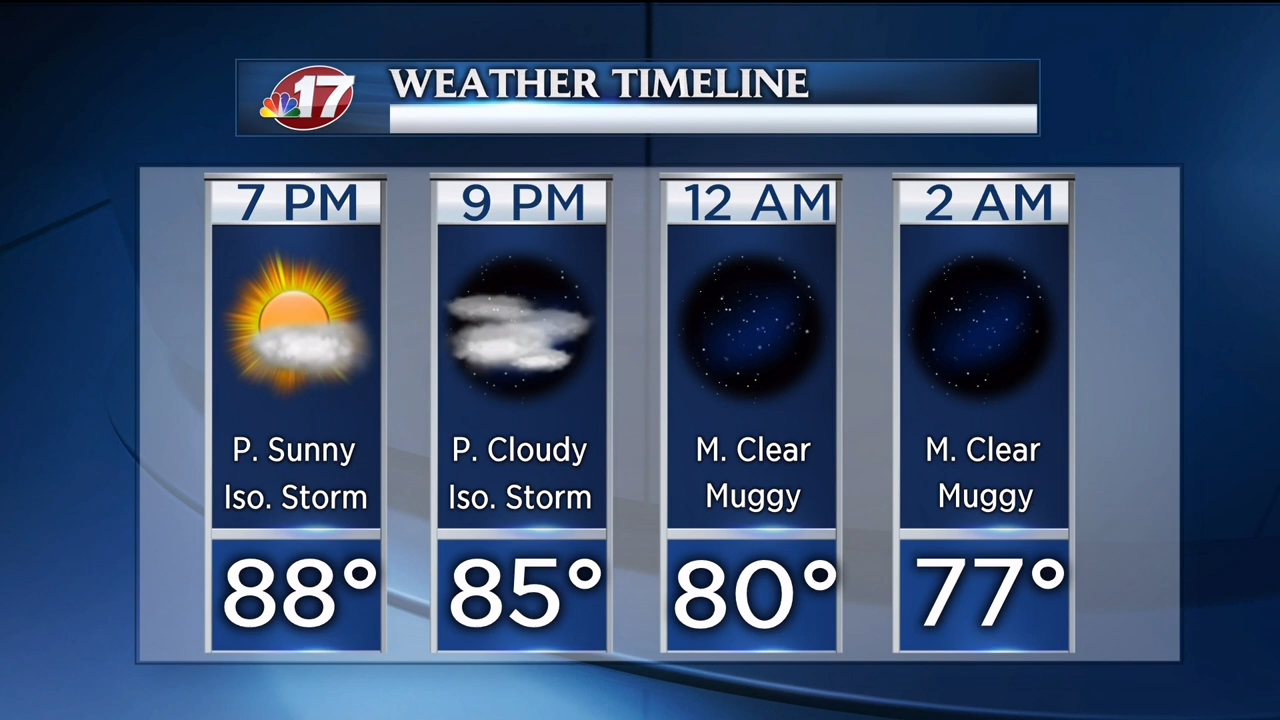 17
WEATHER TIMELINE
7 PM
P. Sunny
Iso. Storm
88°
9 PM
P. Cloudy
Iso. Storm
85°
12 AM
M. Clear
Muggy
80°
2 AM
M. Clear
Muggy
77°